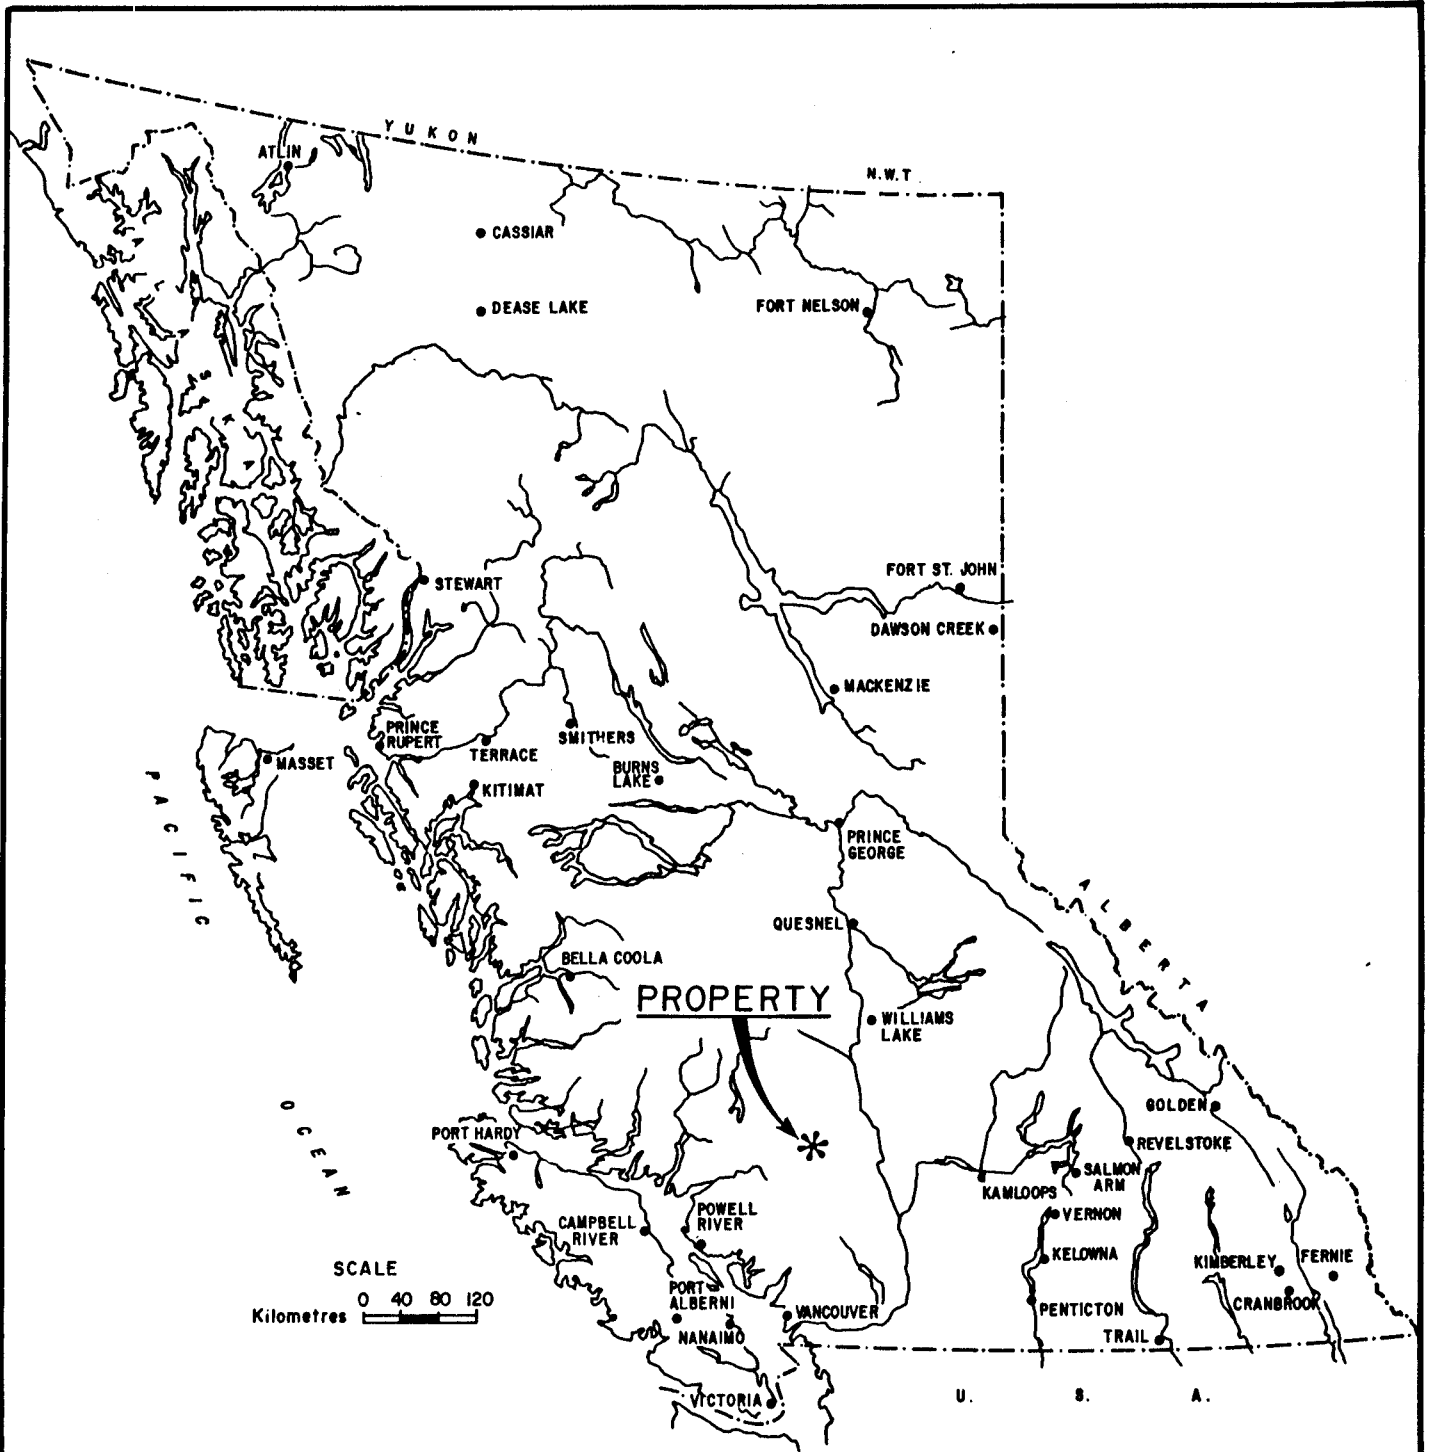 YUKON
ATLIN
N.W.T
CASSIAR
DEASE LAKE
FORT NELSON
ALASKA
STEWART
FORT ST. JOHN
DAWSON CREEK
MACKENZIE
PRINCE
RUPERT
TERRACE
SMITHERS
MASSET
BURNS
LAKE
KITIMAT
PACIFIC
PRINCE
GEORGE
ALBERTA
QUESNEL
BELLA COOLA
PROPERTY
WILLIAMS
LAKE
OCEAN
GOLDEN
PORT HARDY
REVELSTOKE
SALMON
ARM
KAMLOOPS
POWELL
RIVER
CAMPBELL
RIVER
VERNON
KELOWNA
KIMBERLEY
FERNIE
SCALE
0 40 80 120
Kilometres
PORT
ALBERNI
VANCOUVER
PENTICTON
CRANBROOK
NANAIMO
TRAIL
VICTORIA
U. S. A.